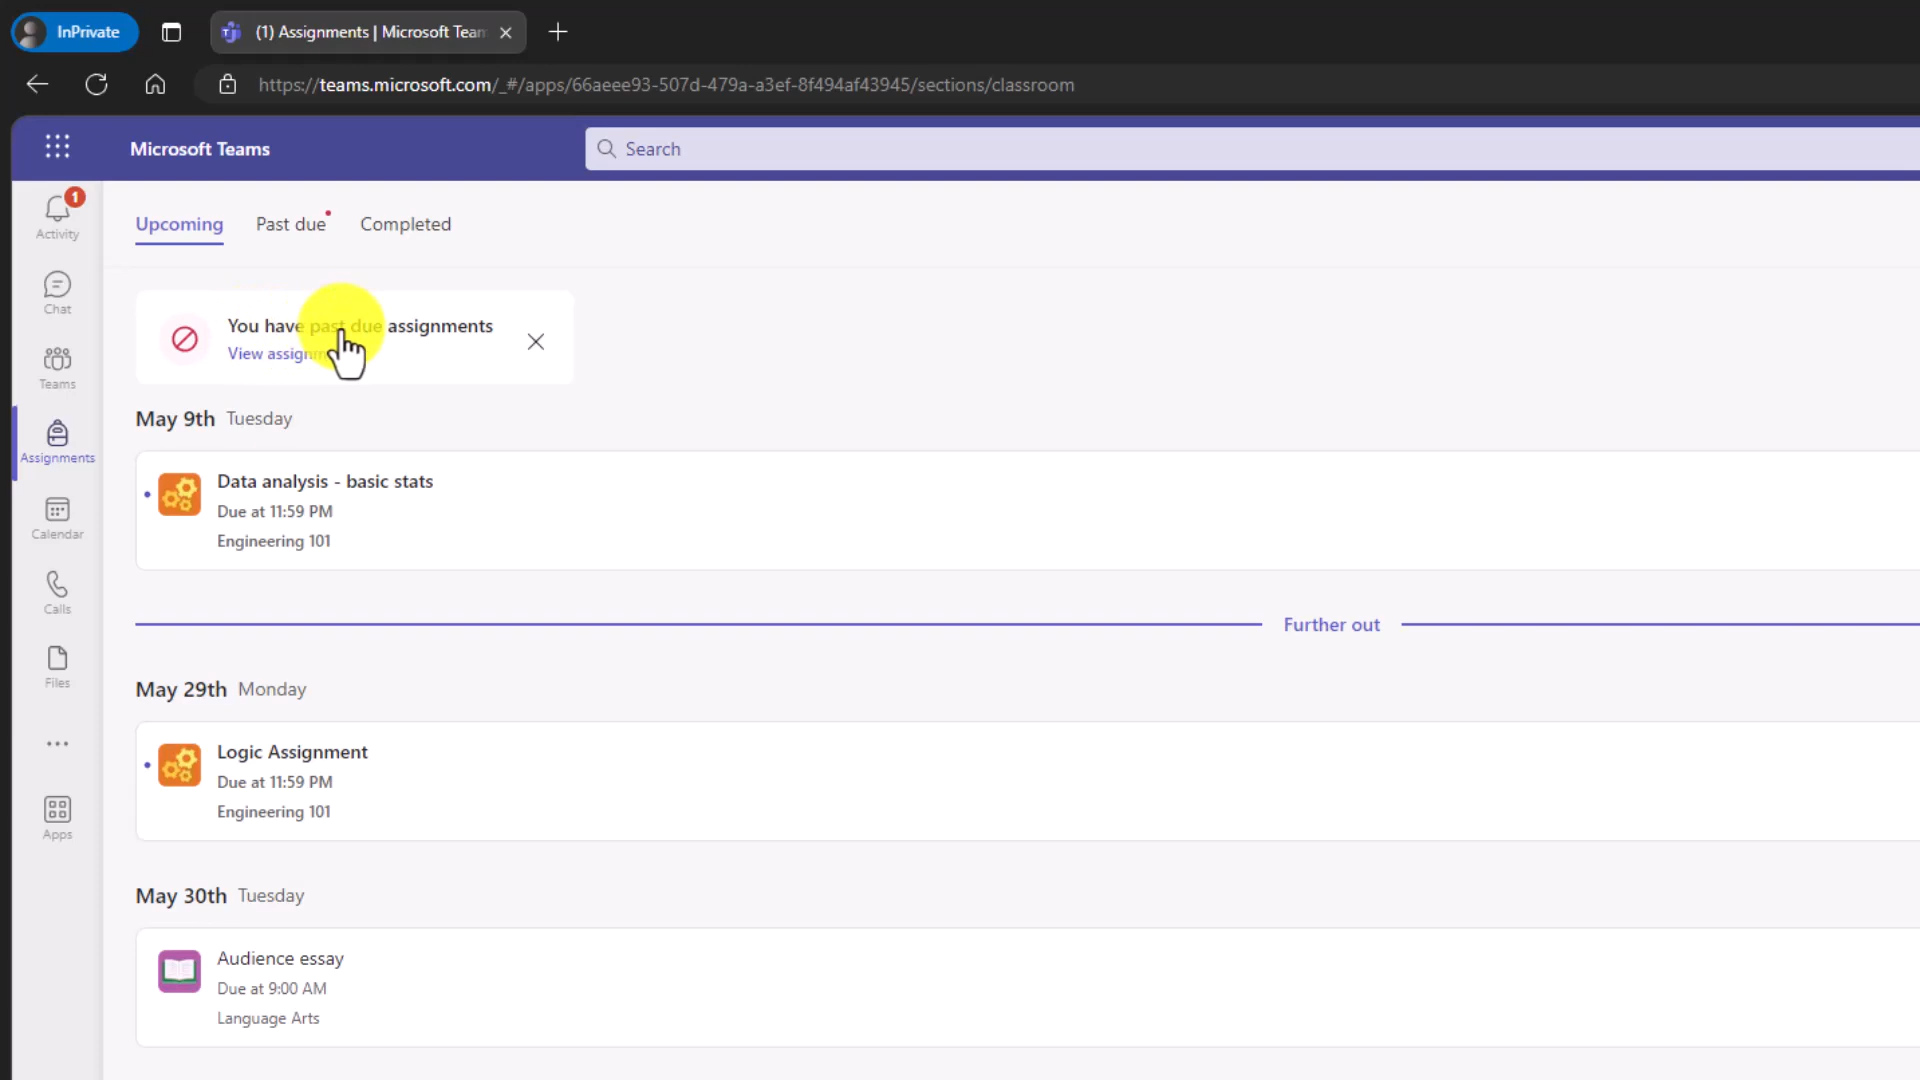 InPrivate
(1) Assignments | Microsoft Tean
https://teams.microsoft.com/_#/apps/66aeee93-507d-479a-a3ef-8f494af43945/sections/classroom
Microsoft Teams
Search
1
Activity
Chat
Teams
Assignments
Calendar
Calls
Files
Apps
Upcoming Past due Completed
You have past due assignments
View assignm
May 9th Tuesday
Data analysis - basic stats
Due at 11:59 PM
Engineering 101
Further out
May 29th Monday
Logic Assignment
Due at 11:59 PM
Engineering 101
May 30th Tuesday
Audience essay
Due at 9:00 AM
Language Arts